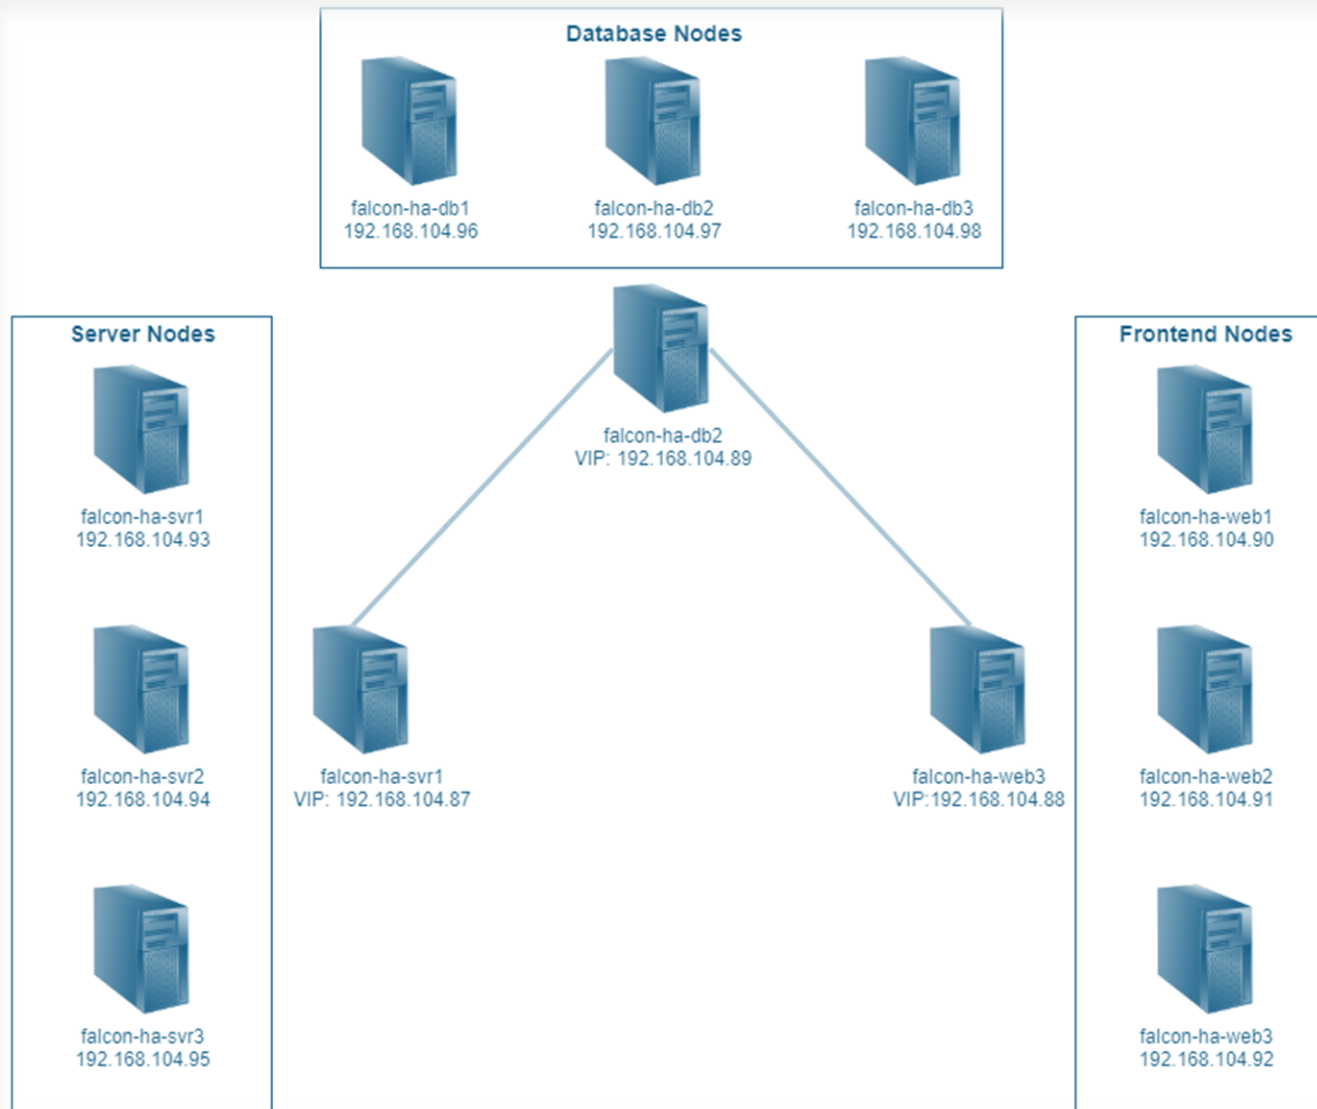 Database Nodes
falcon-ha-db1
192.168.104.96
falcon-ha-db2
192.168.104.97
falcon-ha-db3
192.168.104.98
Server Nodes
falcon-ha-svr1
192.168.104.93
falcon-ha-svr2
192.168.104.94
falcon-ha-svr3
192.168.104.95
falcon-ha-db2
VIP: 192.168.104.89
falcon-ha-svr1
VIP: 192.168.104.87
falcon-ha-web3
VIP:192.168.104.88
Frontend Nodes
falcon-ha-web1
192.168.104.90
falcon-ha-web2
192.168.104.91
falcon-ha-web3
192.168.104.92